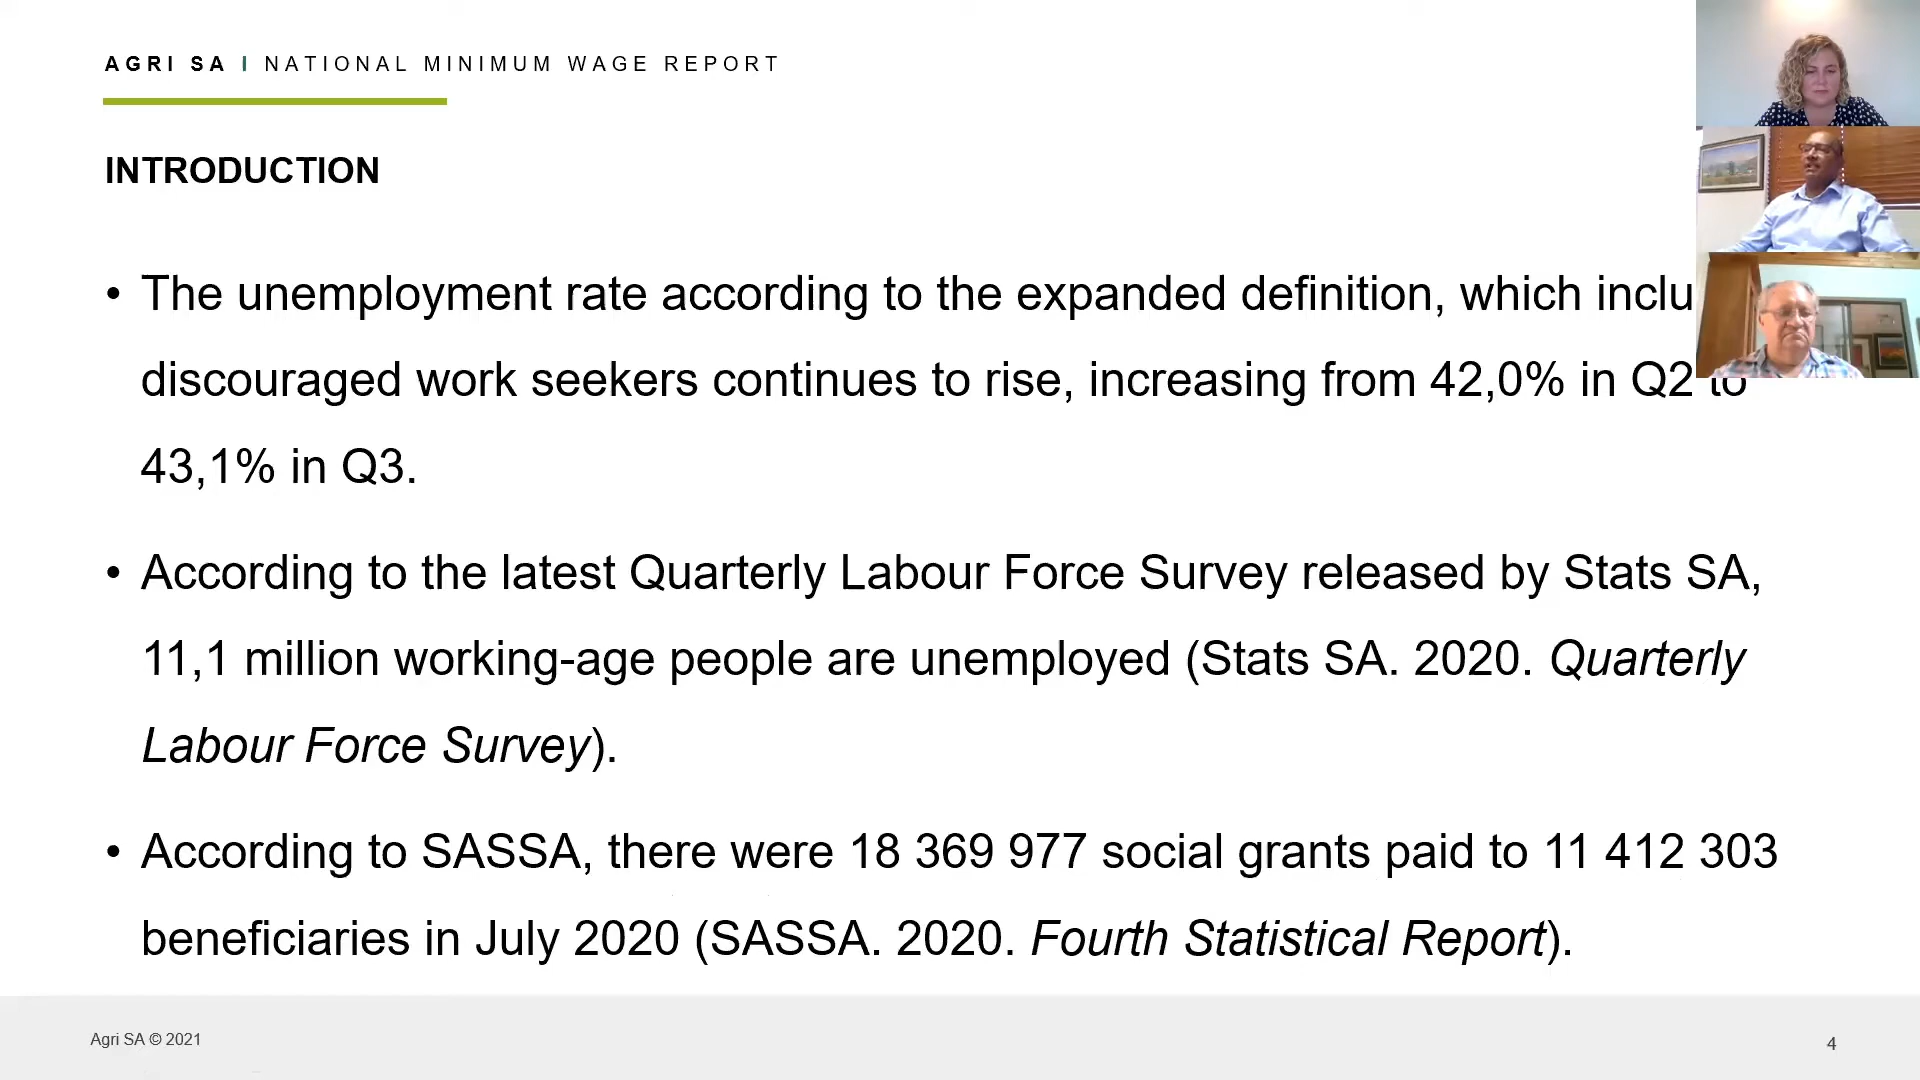 AGRI SA I NATIONAL MINIMUM WAGE REPORT
INTRODUCTION
• The unemployment rate according to the expanded definition, which
discouraged work seekers continues to rise, increasing from 42,0% in Q2 to
43,1% in Q3.
• According to the latest Quarterly Labour Force Survey released by Stats SA,
11,1 million working-age people are unemployed (Stats SA. 2020. Quarterly
Labour Force Survey).
• According to SASSA, there were 18 369 977 social grants paid to 11 412 303
beneficiaries in July 2020 (SASSA. 2020. Fourth Statistical Report).
Agri SA © 2021
4